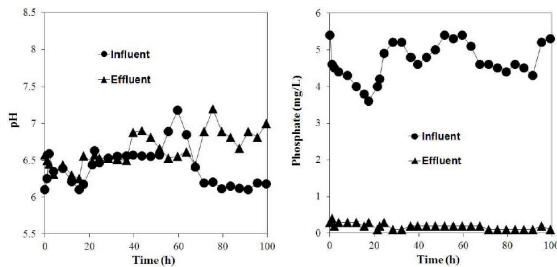 8.5
8
7.5
7
6.5
6
5.5
pH
Influent
Effluent
0 20 40 60 80 100
Time (h)
6
5
4
3
2
1
0
Phosphate (mg/L)
Influent
Effluent
0 20 40 60 80 100
Time (h)